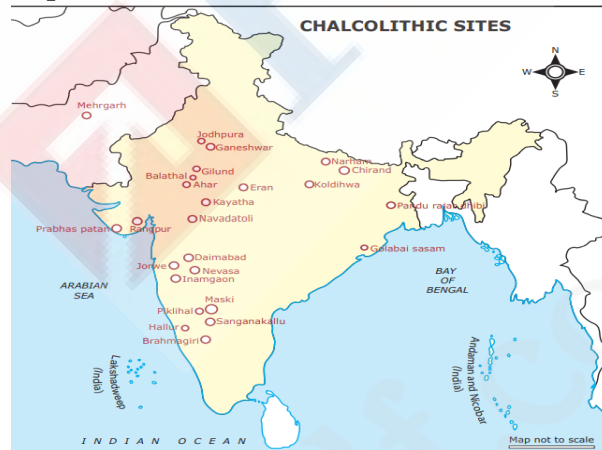 CHALCOLITHIC SITES
N
W
E
S
Mehrgarh
Jodhpura
Ganeshwar
Narham
Chirand
Gilund
Balathal
Ahar
Eran
Koldihwa
Kayatha
Pandu rajar dhibi
Navadatoli
Prabhas patan
Rangpur
Golabai sasam
Daimabad
Jorwe
Nevasa
Inamgaon
ARABIAN
SEA
BAY
OF
BENGAL
Maski
Piklihal
Sanganakallu
Hallur
Brahmagiri
Lakshadweep
(India)
Andaman and Nicobar
(India)
INDIAN OCEAN
Map not to scale